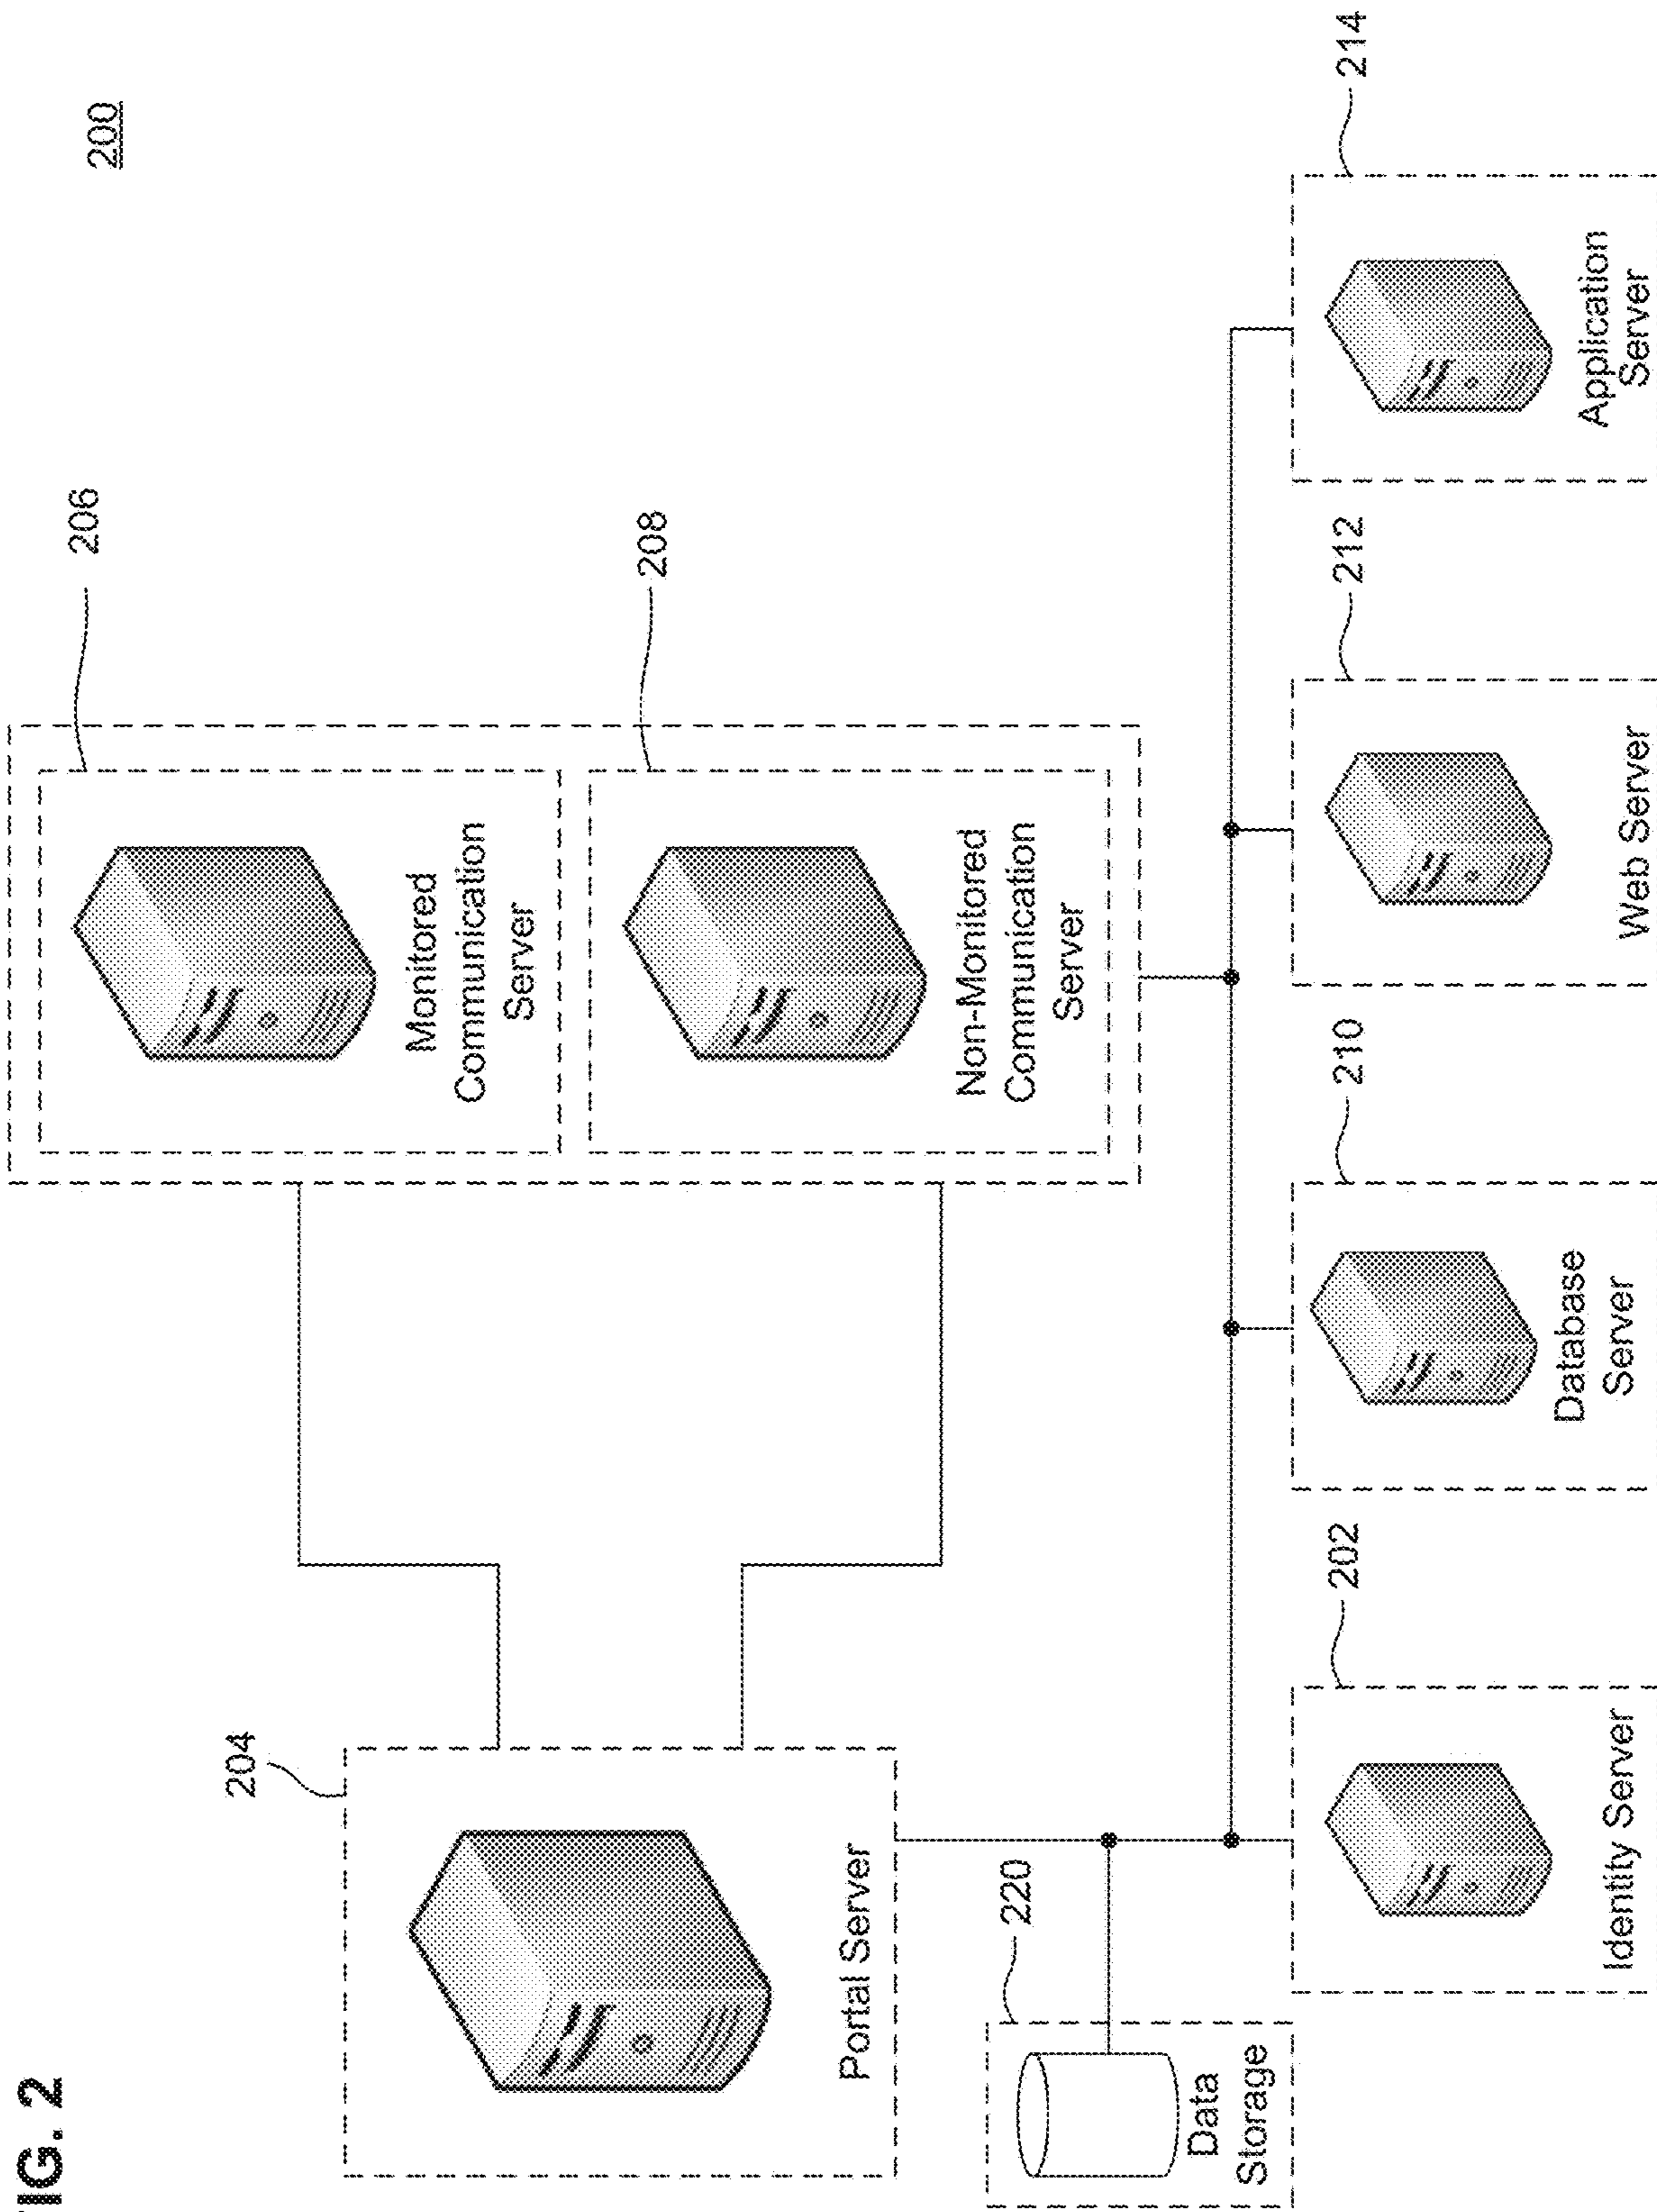 FIG. 2
200
206
204
Monitored
Communication
Server
208
Portal Server
Non-Monitored
Communication
Server
220
Data
Storage
202
210
212
214
Identity Server
Database
Server
Web Server
Application
Server